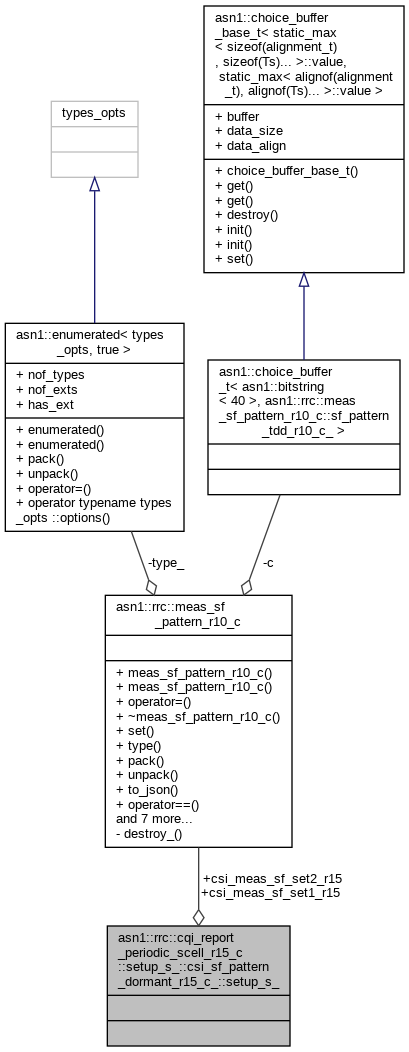 asn1::choice_buffer
_base_t< static_max
< sizeof(alignment_t)
, sizeof(Ts)... >::value,
static_max< alignof(alignment
_t), alignof(Ts)... >::value >
+ buffer
+ data_size
+ data_align
+ choice_buffer_base_t()
+ get()
+ get()
+ destroy()
+ init()
+ init()
+ set()
types_opts
asn1::enumerated< types
_opts, true >
+ nof_types
+ nof_exts
+ has_ext
+ enumerated()
+ enumerated()
+ pack()
+ unpack()
+ operator=()
+ operator typename types
_opts ::options()
asn1::choice_buffer
_t< asn1::bitstring
< 40 >, asn1::rrc::meas
_sf_pattern_r10_c::sf_pattern
_tdd_r10_c_ >
-type_
-c
asn1::rrc::meas_sf
_pattern_r10_c
+ meas_sf_pattern_r10_c()
+ meas_sf_pattern_r10_c()
+ operator=()
+ ~meas_sf_pattern_r10_c()
+ set()
+ type()
+ pack()
+ unpack()
+ to_json()
+ operator==()
and 7 more...
- destroy_()
+csi_meas_sf_set2_r15
+csi_meas_sf_set1_r15
asn1::rrc::cqi_report
_periodic_scell_r15_c
::setup_s_::csi_sf_pattern
_dormant_r15_c_::setup_s_